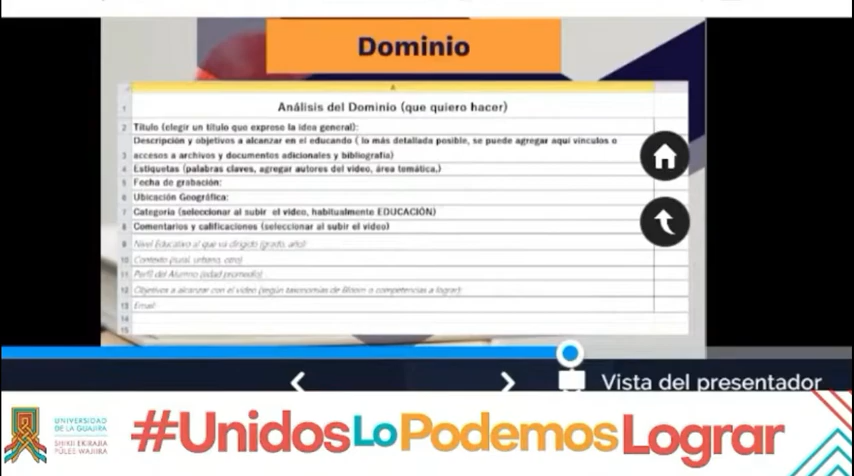 Dominio
A
1 Análisis del Dominio (que quiero hacer)
2 Título (elegir un título que exprese la idea general):
Descripción y objetivos a alcanzar en el educando ( lo más detallada posible, se puede agregar aquí vínculos o
3 accesos a archivos y documentos adicionales y bibliografía)
4 Etiquetas (palabras claves, agregar autores del video, área temática,)
5 Fecha de grabación:
6 Ubicación Geográfica:
7 Categoría (seleccionar al subir el video, habitualmente EDUCACIÓN)
8 Comentarios y calificaciones (seleccionar al subir el video)
9 Nivel Educativo al que va dirigido (grado, año)
10 Contexto (rural, urbana, otro)
11 Perfil del Alumno (edad promedio)
12 Objetivos a alcanzar con el video (según taxonomías de Bloom o competencias a lograr)
13 Email:
14
15
Vista del presentador
UNIVERSIDAD
DE LA GUAJIRA
SHIKII EKIRAJIA
PÜLEE WAJIIRA
#UnidosLoPodemosLograr